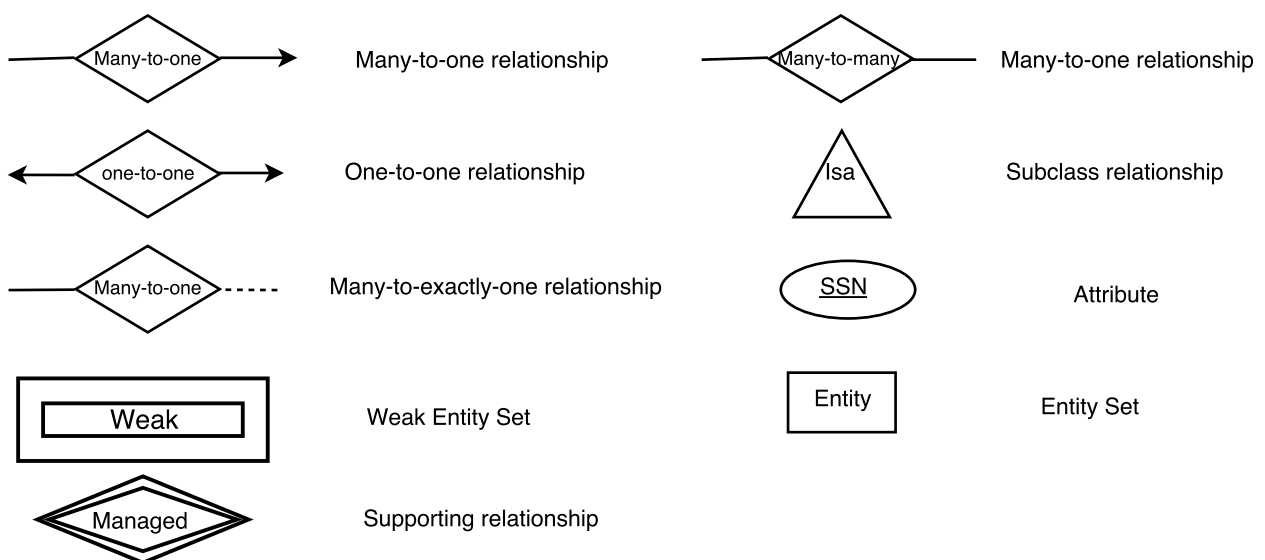 Many-to-one
Many-to-one relationship
Many-to-many
Many-to-one relationship
one-to-one
One-to-one relationship
Isa
Subclass relationship
Many-to-one
Many-to-exactly-one relationship
SSN
Attribute
Weak
Weak Entity Set
Entity
Entity Set
Managed
Supporting relationship